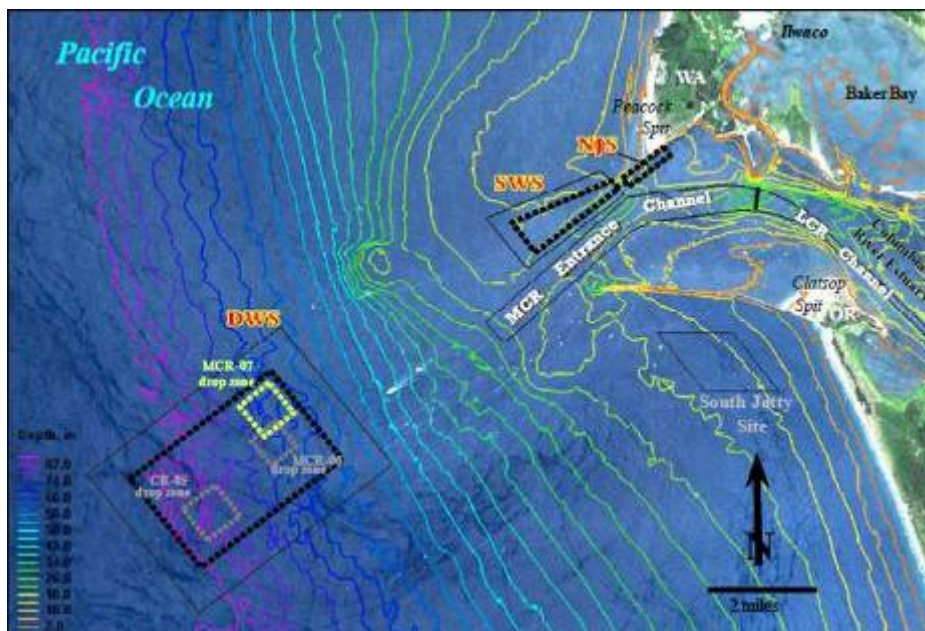 Pacific
Ocean
Ilwaco
WA
Baker Bay
Peacock
Spit
NJS
SWS
MCR Entrance Channel
LCR Channel
Columbia
River Estuary
Clatsop
Spit
OR
DWS
MCR-07
drop zone
MCR-06
drop zone
CR-05
drop zone
South Jetty
Site
Depth, m
N
2 miles